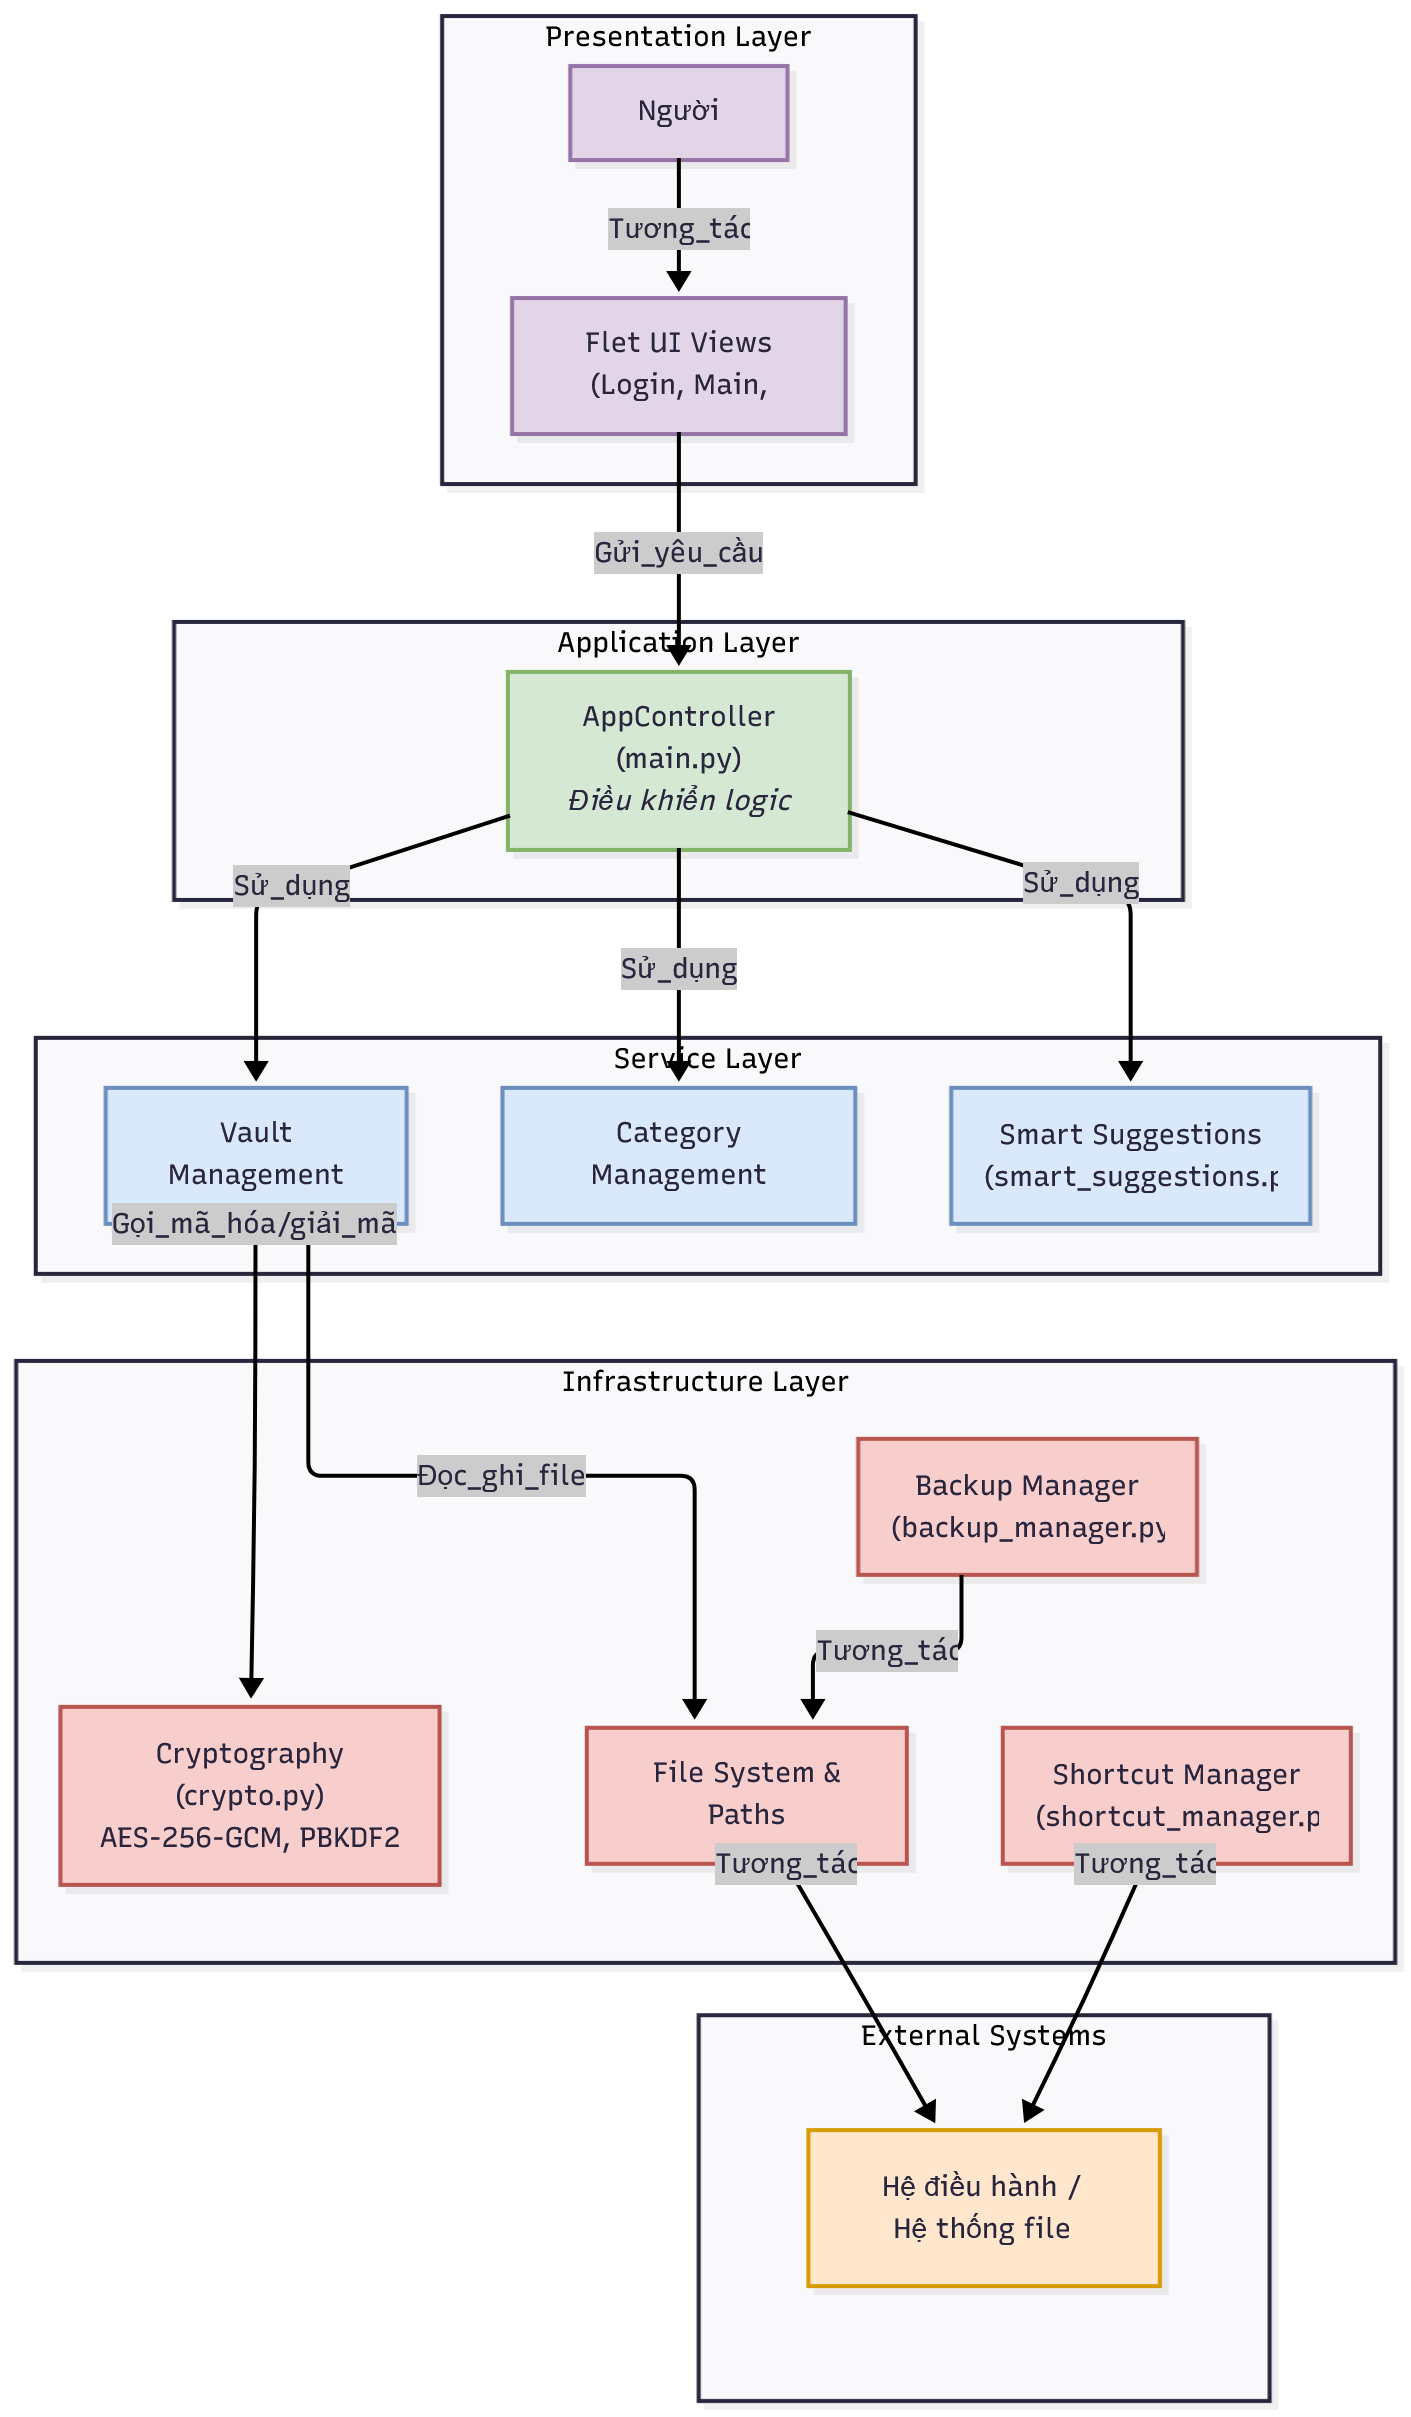 Presentation Layer
Người
Tương_tác
Flet UI Views
(Login, Main,
Gửi_yêu_cầu
Application Layer
AppController
(main.py)
Điều khiển logic
Sử_dụng
Sử_dụng
Sử_dụng
Service Layer
Vault
Management
Category
Management
Smart Suggestions
(smart_suggestions.p
Gọi_mã_hóa/giải_mã
Infrastructure Layer
Đọc_ghi_file
Backup Manager
(backup_manager.py
Tương_tác
Cryptography
(crypto.py)
AES-256-GCM, PBKDF2
File System &
Paths
Shortcut Manager
(shortcut_manager.p
Tương_tác
Tương_tác
External Systems
Hệ điều hành /
Hệ thống file